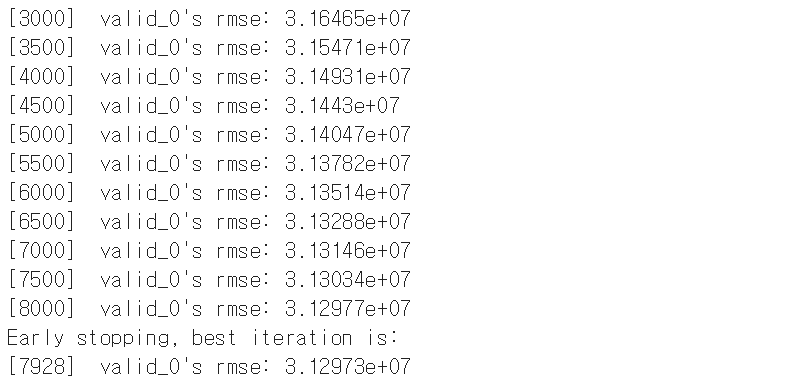 [3000]  valid_0's rmse: 3.16465e+07
[3500]  valid_0's rmse: 3.15471e+07
[4000]  valid_0's rmse: 3.14931e+07
[4500]  valid_0's rmse: 3.1443e+07
[5000]  valid_0's rmse: 3.14047e+07
[5500]  valid_0's rmse: 3.13782e+07
[6000]  valid_0's rmse: 3.13514e+07
[6500]  valid_0's rmse: 3.13288e+07
[7000]  valid_0's rmse: 3.13146e+07
[7500]  valid_0's rmse: 3.13034e+07
[8000]  valid_0's rmse: 3.12977e+07
Early stopping, best iteration is:
[7928]  valid_0's rmse: 3.12973e+07